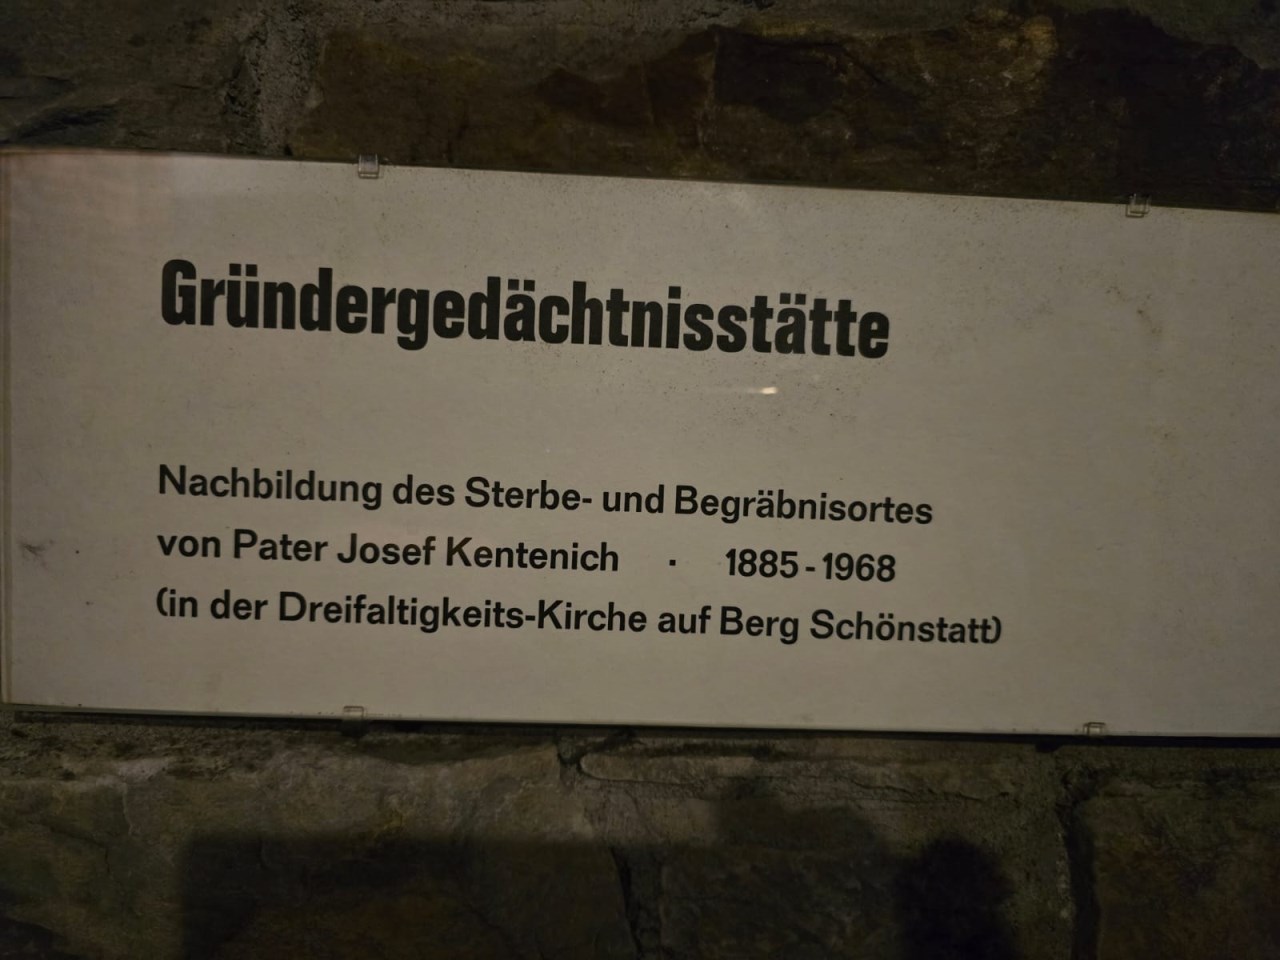 Gründergedächtnisstätte
Nachbildung des Sterbe- und Begräbnisortes
von Pater Josef Kentenich · 1885-1968
(in der Dreifaltigkeits-Kirche auf Berg Schönstatt)